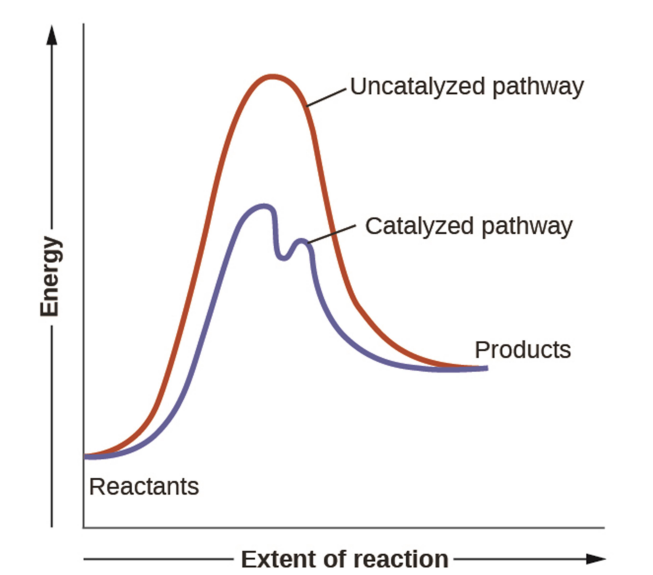 Uncatalyzed pathway
Catalyzed pathway
Energy
Products
Reactants
Extent of reaction